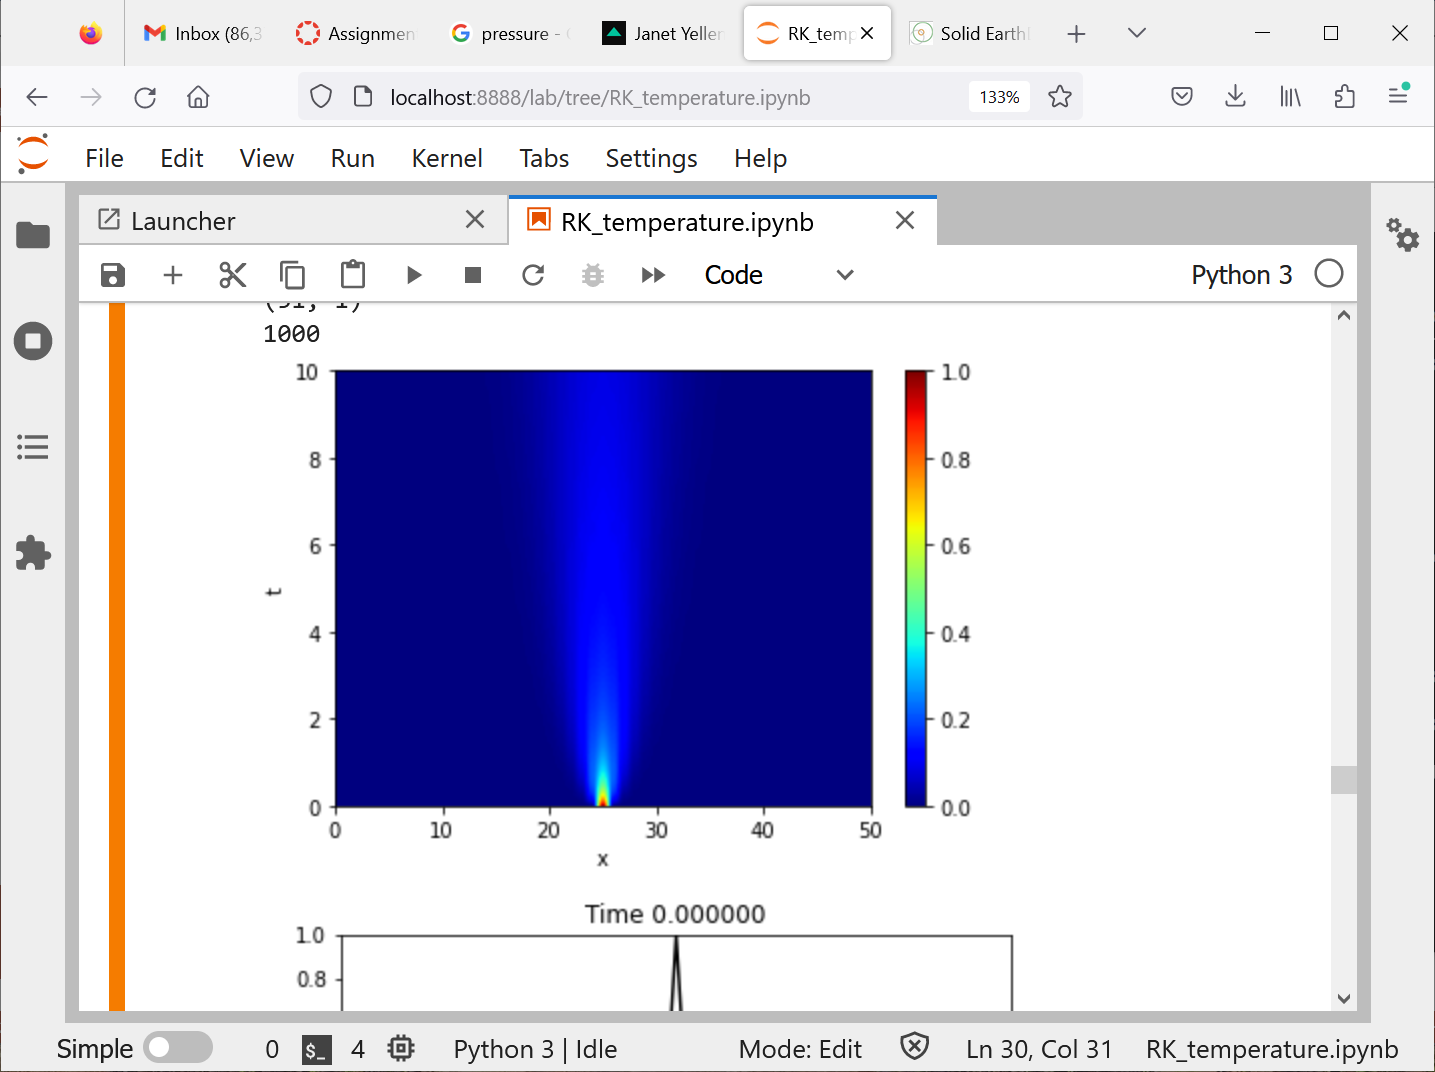 Inbox (86,3
Assignmen
pressure -
Janet Yeller
RK_temp
Solid Earth
localhost:8888/lab/tree/RK_temperature.ipynb
133%
File Edit View Run Kernel Tabs Settings Help
Launcher
RK_temperature.ipynb
Code
Python 3
1000
10
8
6
4
2
0
t
0 10 20 30 40 50
x
1.0
0.8
0.6
0.4
0.2
0.0
Time 0.000000
1.0
0.8
Simple 0 $_ 4 Python 3 | Idle Mode: Edit Ln 30, Col 31 RK_temperature.ipynb